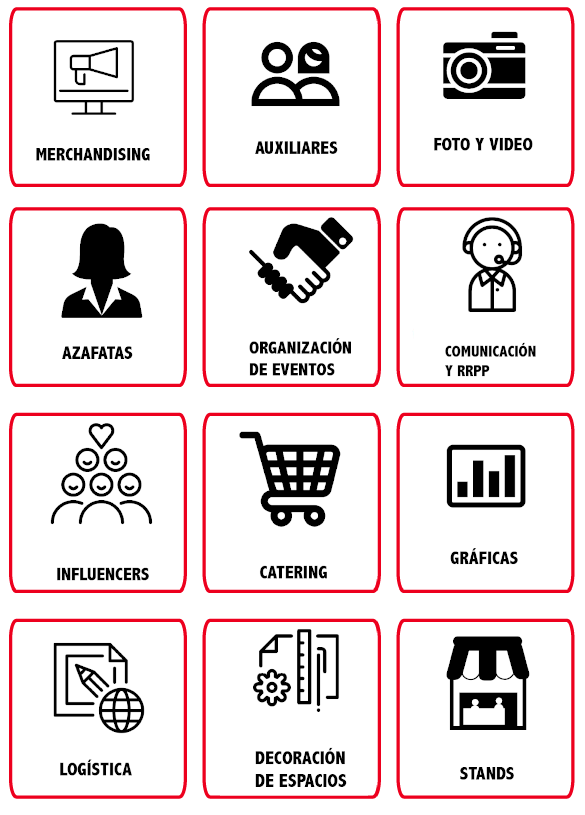 MERCHANDISING
AUXILIARES
FOTO Y VIDEO
AZAFATAS
ORGANIZACIÓN
DE EVENTOS
COMUNICACIÓN
Y RRPP
INFLUENCERS
CATERING
GRÁFICAS
LOGÍSTICA
DECORACIÓN
DE ESPACIOS
STANDS